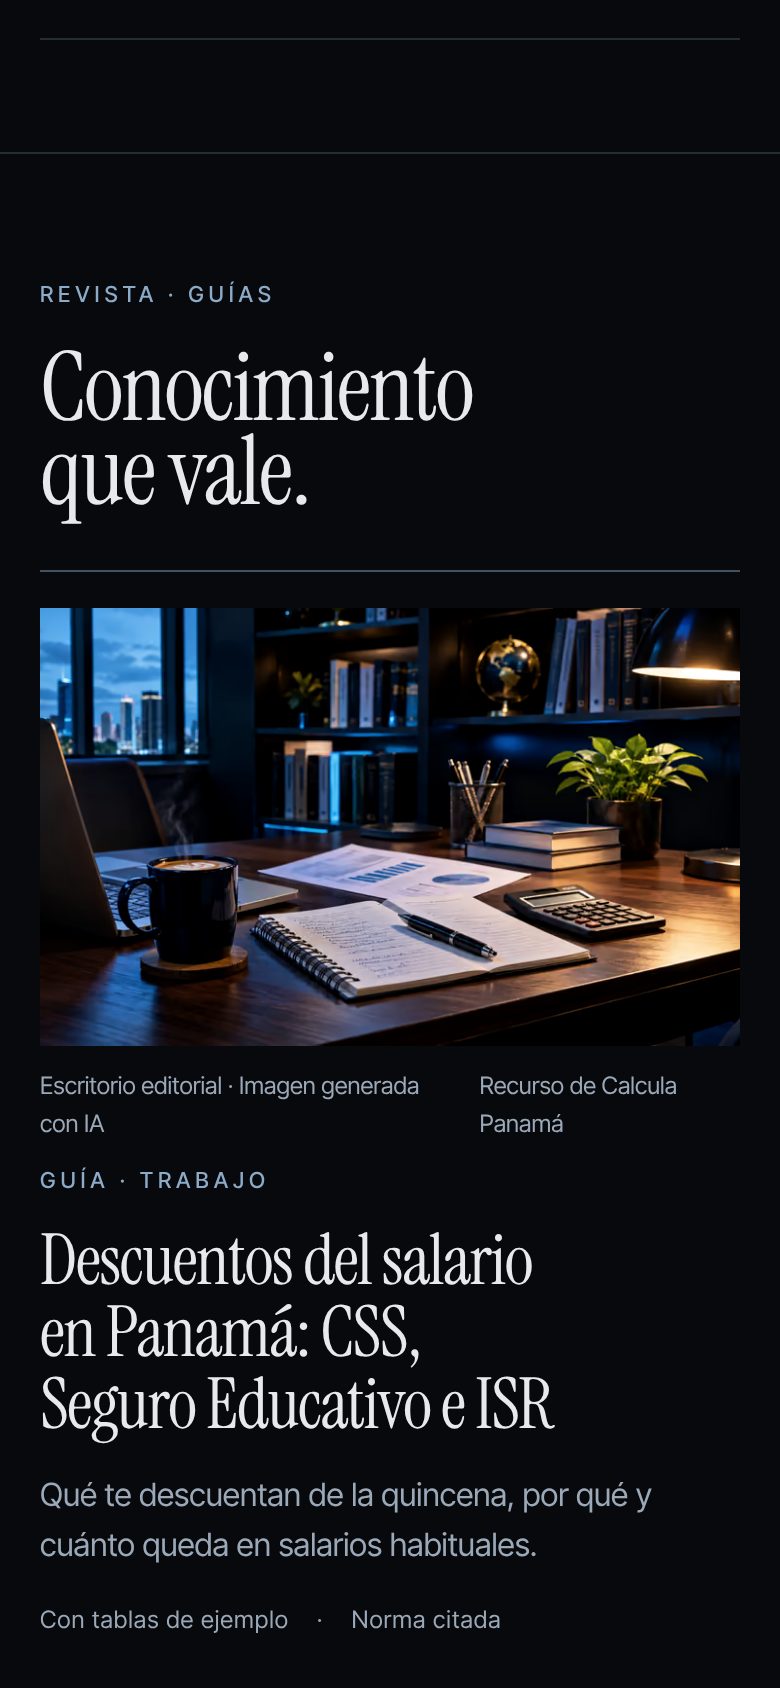 REVISTA · GUÍAS
Conocimiento
que vale.
Escritorio editorial · Imagen generada
con IA
Recurso de Calcula
Panamá
GUÍA · TRABAJO
Descuentos del salario
en Panamá: CSS,
Seguro Educativo e ISR
Qué te descuentan de la quincena, por qué y
cuánto queda en salarios habituales.
Con tablas de ejemplo · Norma citada